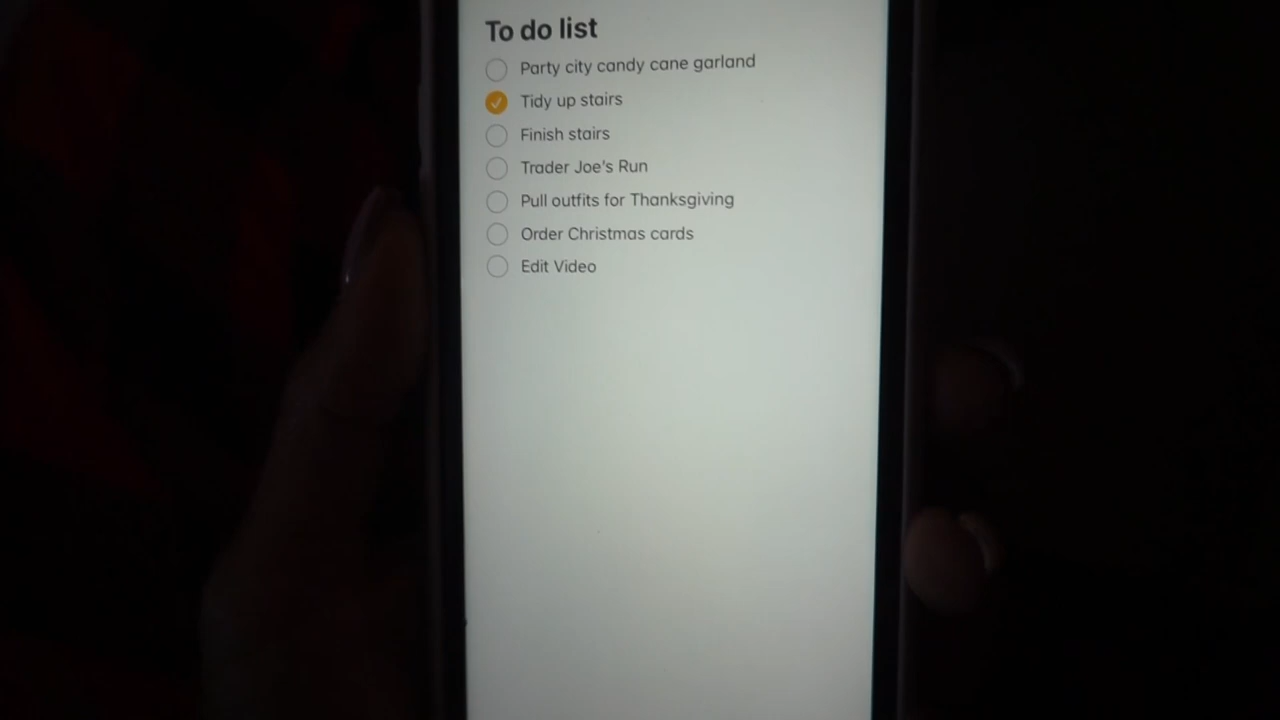 To do list
Party city candy cane garland
Tidy up stairs
Finish stairs
Trader Joe's Run
Pull outfits for Thanksgiving
Order Christmas cards
Edit Video